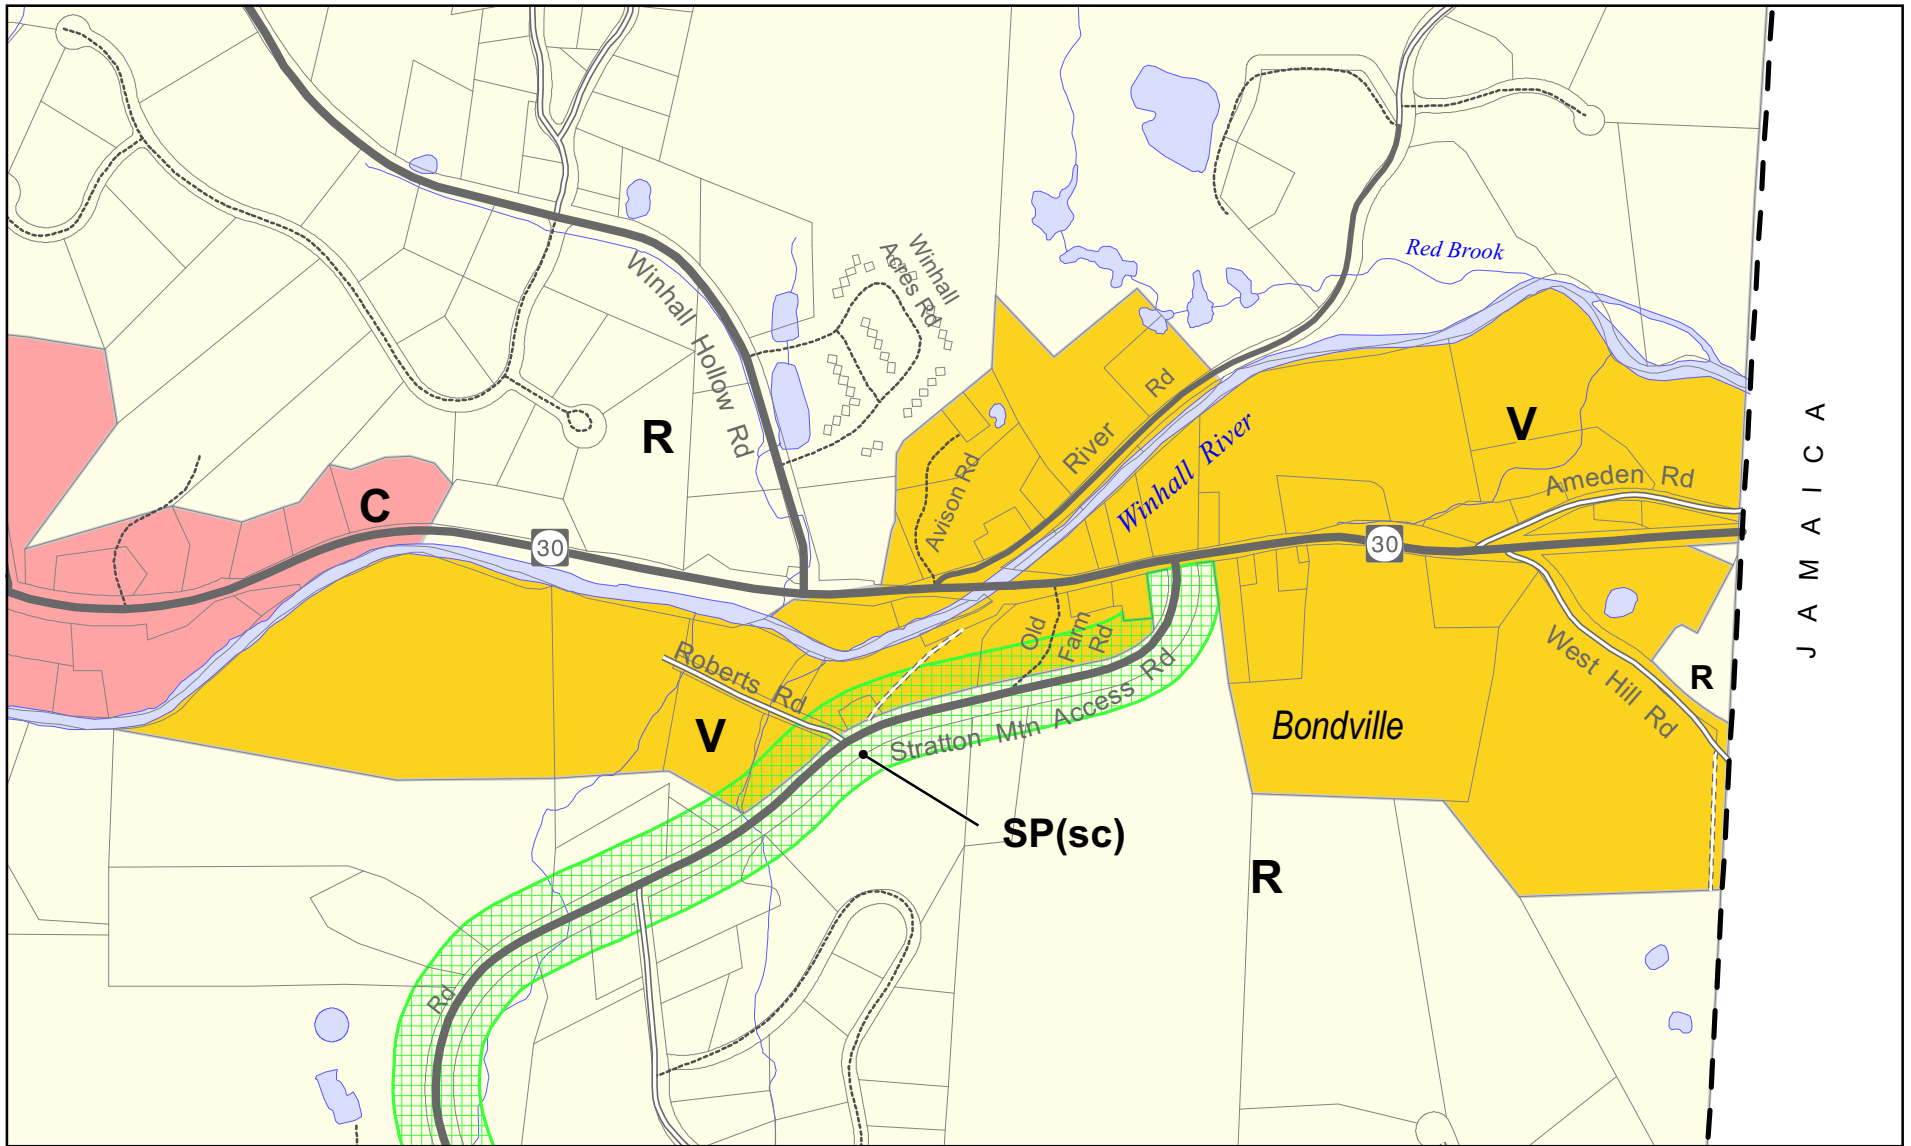 Winhall
Acres Rd
Red Brook
Winhall Hollow Rd
R
River Rd
V
Winhall River
Avison Rd
Ameden Rd
C
30
30
JAMAICA
Old
Farm
Rd
Roberts Rd
West Hill Rd
R
V
Stratton Mtn Access Rd
Bondville
SP(sc)
R
Rd